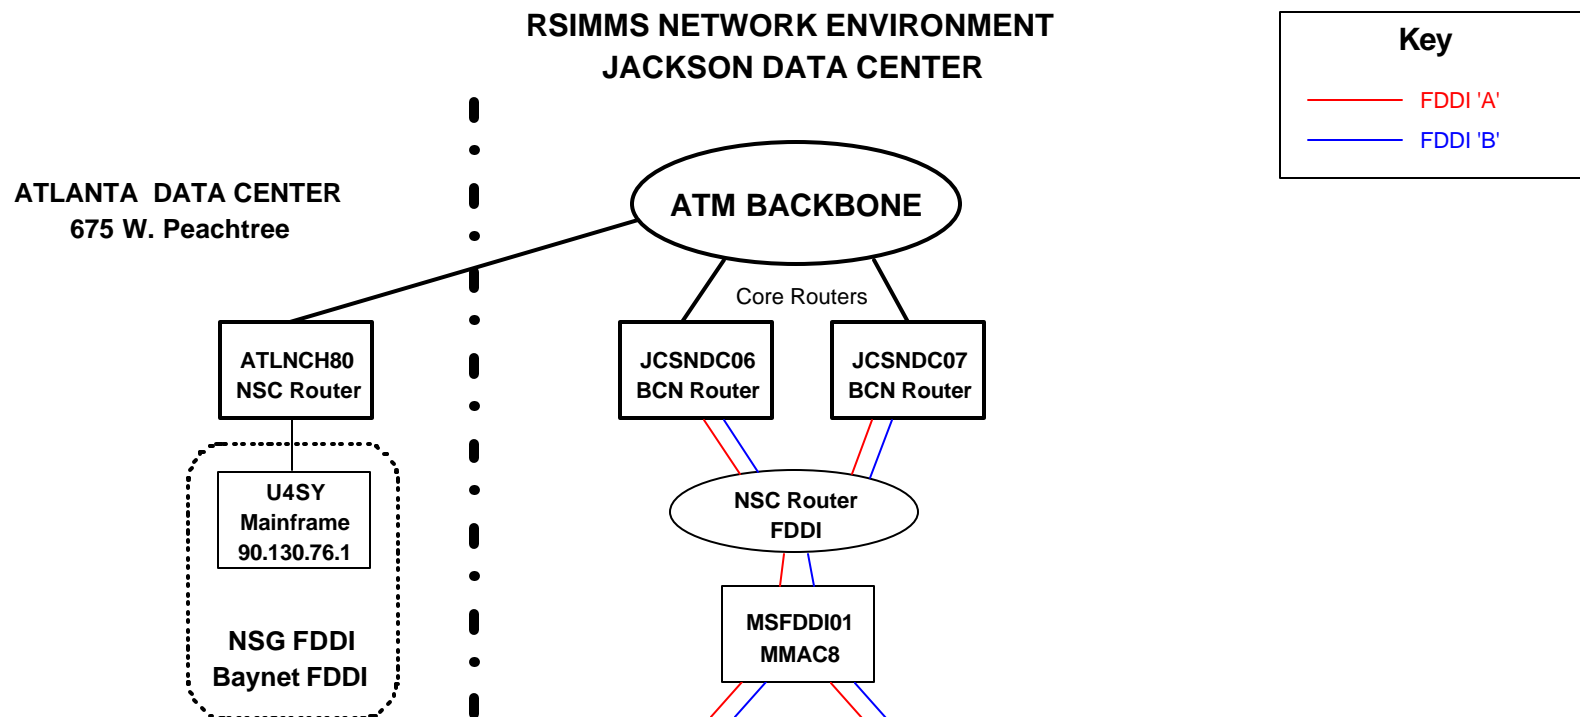 RSIMMS NETWORK ENVIRONMENT
JACKSON DATA CENTER
Key
FDDI 'A'
FDDI 'B'
ATLANTA DATA CENTER
675 W. Peachtree
ATM BACKBONE
Core Routers
ATLNCH80
NSC Router
JCSNDC06
BCN Router
JCSNDC07
BCN Router
U4SY
Mainframe
90.130.76.1
NSC Router
FDDI
NSG FDDI
Baynet FDDI
MSFDDI01
MMAC8